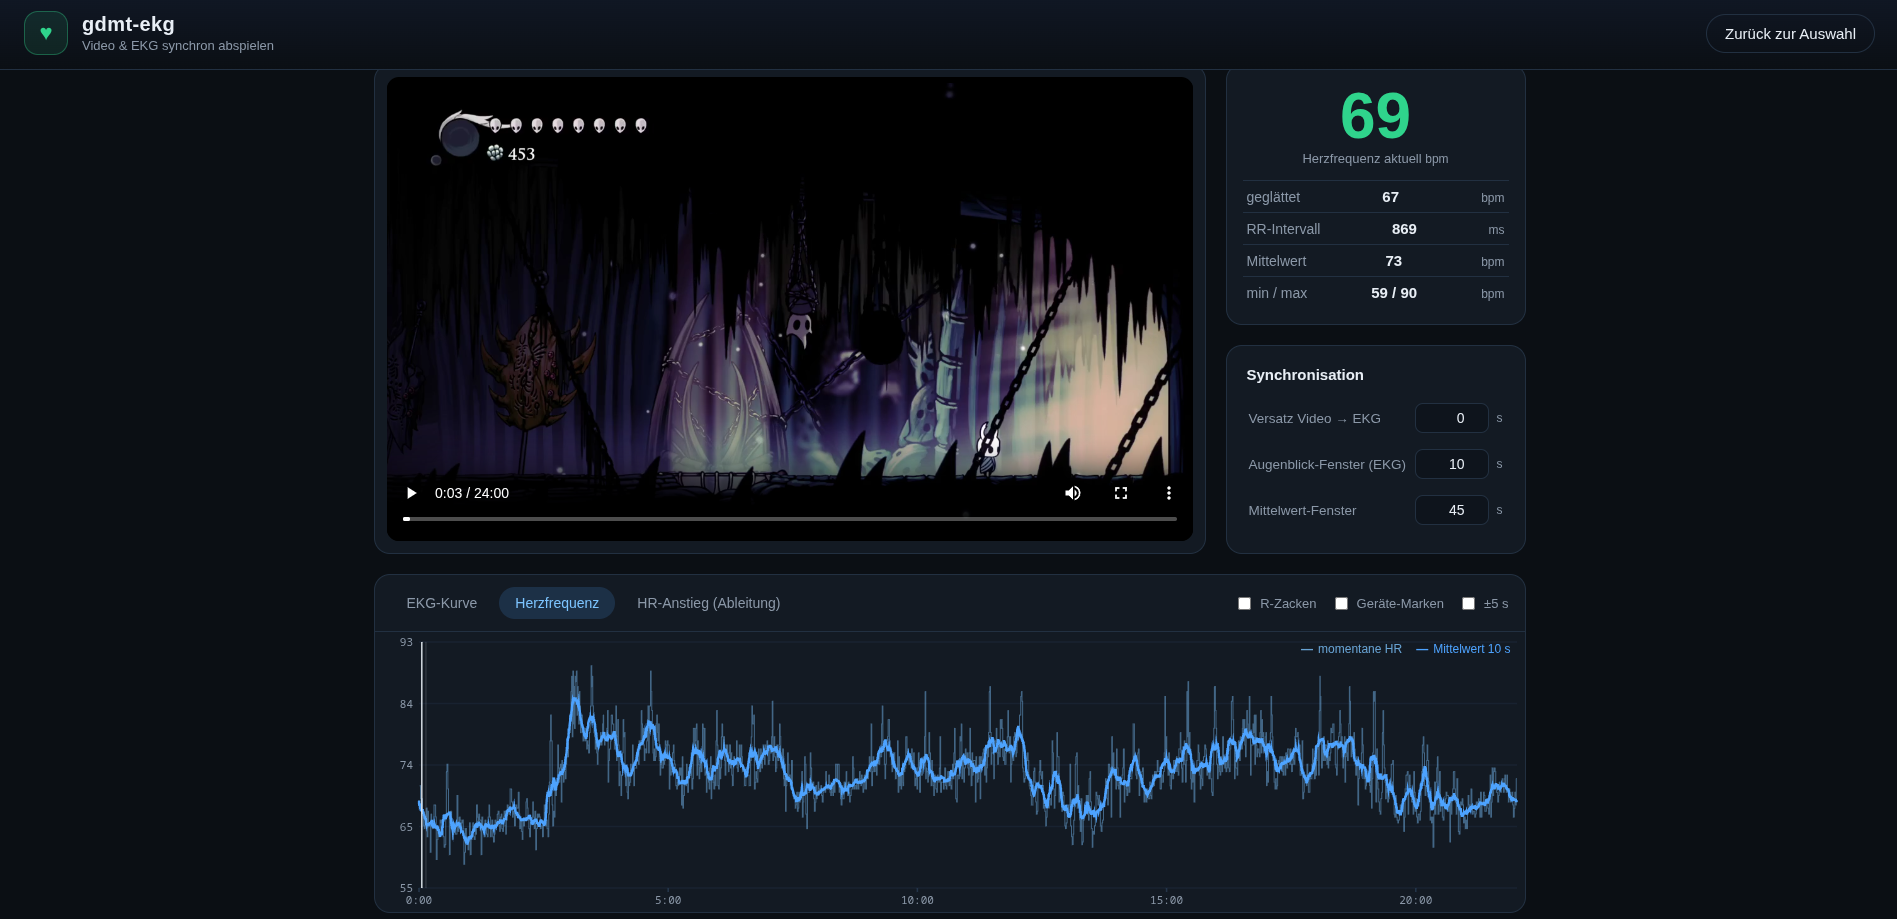 ♥
gdmt-ekg
Video & EKG synchron abspielen
Zurück zur Auswahl
453
0:03 / 24:00
69
Herzfrequenz aktuell bpm
geglättet 67 bpm
RR-Intervall 869 ms
Mittelwert 73 bpm
min / max 59 / 90 bpm
Synchronisation
Versatz Video → EKG 0 s
Augenblick-Fenster (EKG) 10 s
Mittelwert-Fenster 45 s
EKG-Kurve Herzfrequenz HR-Anstieg (Ableitung) R-Zacken Geräte-Marken ±5 s
— momentane HR — Mittelwert 10 s
93
84
74
65
55
0:00 5:00 10:00 15:00 20:00